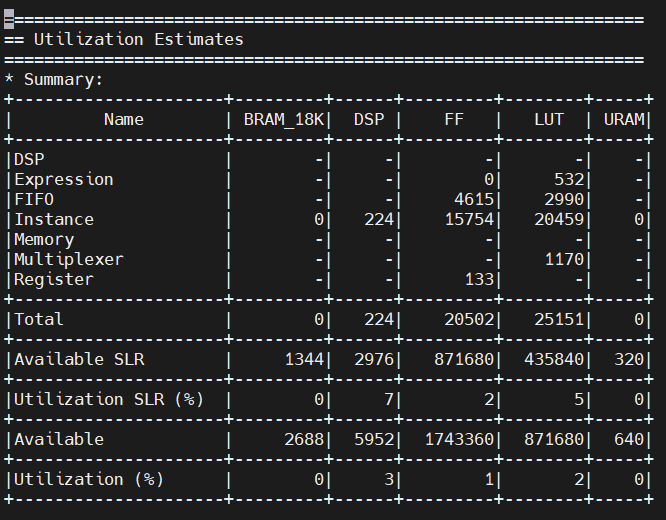 ================================================================
== Utilization Estimates
================================================================
* Summary:
+---------------------+---------+------+---------+--------+-----+
|         Name        | BRAM_18K|  DSP |    FF   |   LUT  | URAM|
+---------------------+---------+------+---------+--------+-----+
|DSP                  |        -|     -|        -|       -|    -|
|Expression           |        -|     -|        0|     532|    -|
|FIFO                 |        -|     -|     4615|    2990|    -|
|Instance             |        0|   224|    15754|   20459|    0|
|Memory               |        -|     -|        -|       -|    -|
|Multiplexer          |        -|     -|        -|    1170|    -|
|Register             |        -|     -|      133|       -|    -|
+---------------------+---------+------+---------+--------+-----+
|Total                |        0|   224|    20502|   25151|    0|
+---------------------+---------+------+---------+--------+-----+
|Available SLR        |     1344|  2976|   871680|  435840|  320|
+---------------------+---------+------+---------+--------+-----+
|Utilization SLR (%)  |        0|     7|        2|       5|    0|
+---------------------+---------+------+---------+--------+-----+
|Available            |     2688|  5952|  1743360|  871680|  640|
+---------------------+---------+------+---------+--------+-----+
|Utilization (%)      |        0|     3|        1|       2|    0|
+---------------------+---------+------+---------+--------+-----+